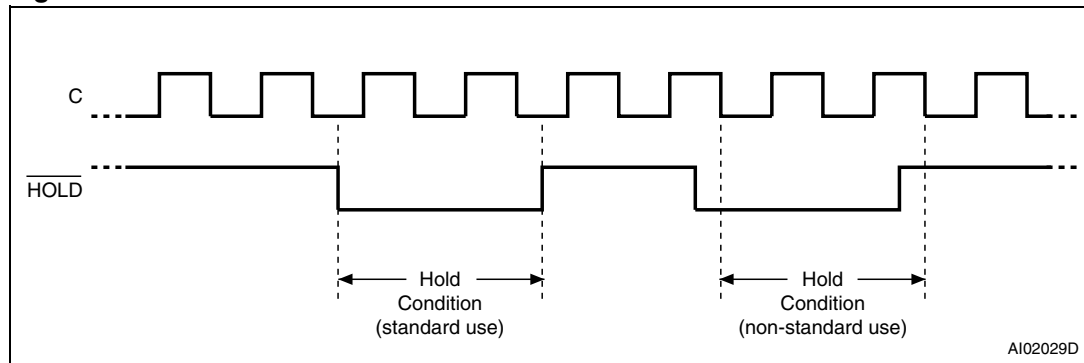 C
HOLD
Hold
Condition
(standard use)
Hold
Condition
(non-standard use)
AI02029D